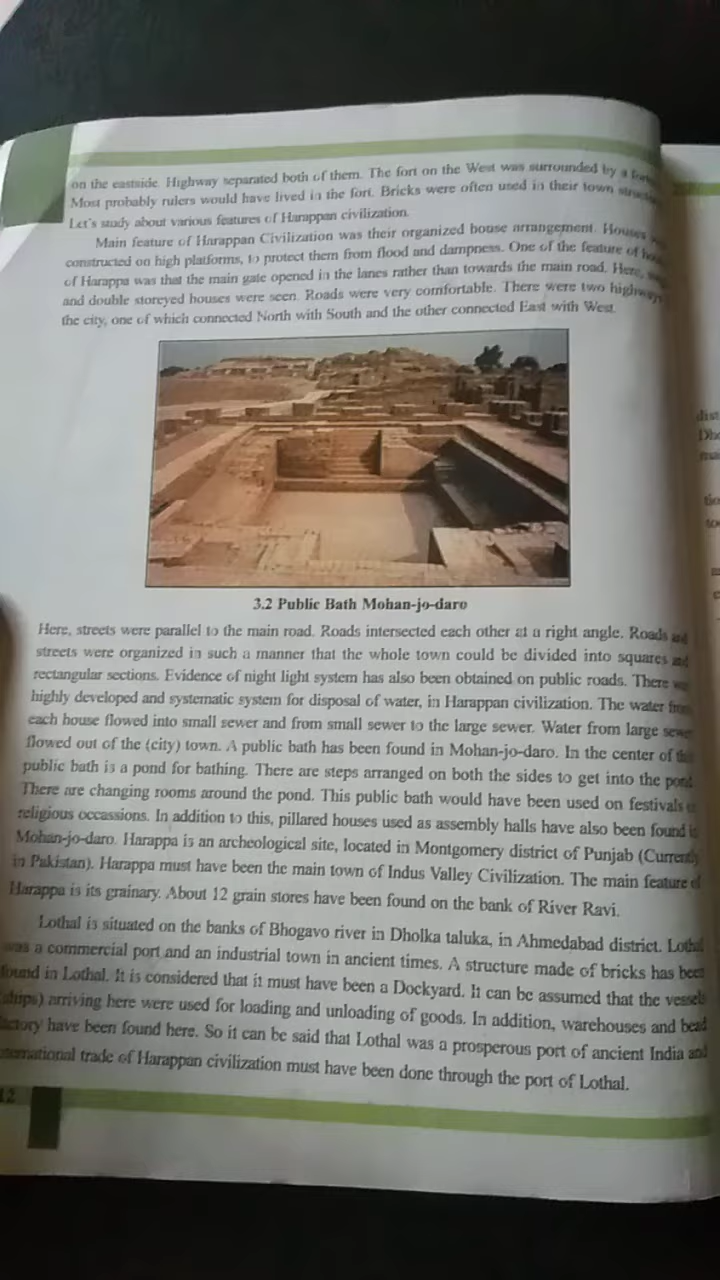 on the eastside. Highway separated both of them. The fort on the West was surrounded by a
Most probably rulers would have lived in the fort. Bricks were often used in their town
Let's study about various features of Harappan civilization.
Main feature of Harappan Civilization was their organized house arrangement. Houses
constructed on high platforms, to protect them from flood and dampness. One of the feature of
of Harappa was that the main gate opened in the lanes rather than towards the main road. Here,
and double storeyed houses were seen. Roads were very comfortable. There were two highways
the city, one of which connected North with South and the other connected East with West.
3.2 Public Bath Mohan-jo-daro
Here, streets were parallel to the main road. Roads intersected each other at a right angle. Roads and
streets were organized in such a manner that the whole town could be divided into squares and
rectangular sections. Evidence of night light system has also been obtained on public roads. There was
highly developed and systematic system for disposal of water, in Harappan civilization. The water from
each house flowed into small sewer and from small sewer to the large sewer. Water from large sewer
flowed out of the (city) town. A public bath has been found in Mohan-jo-daro. In the center of this
public bath is a pond for bathing. There are steps arranged on both the sides to get into the pond.
There are changing rooms around the pond. This public bath would have been used on festivals or
religious occassions. In addition to this, pillared houses used as assembly halls have also been found in
Mohan-jo-daro. Harappa is an archeological site, located in Montgomery district of Punjab (Currently
in Pakistan). Harappa must have been the main town of Indus Valley Civilization. The main feature of
Harappa is its grainary. About 12 grain stores have been found on the bank of River Ravi.
Lothal is situated on the banks of Bhogavo river in Dholka taluka, in Ahmedabad district. Lothal
was a commercial port and an industrial town in ancient times. A structure made of bricks has been
found in Lothal. It is considered that it must have been a Dockyard. It can be assumed that the vessels
(ships) arriving here were used for loading and unloading of goods. In addition, warehouses and bead
factory have been found here. So it can be said that Lothal was a prosperous port of ancient India and
international trade of Harappan civilization must have been done through the port of Lothal.
12